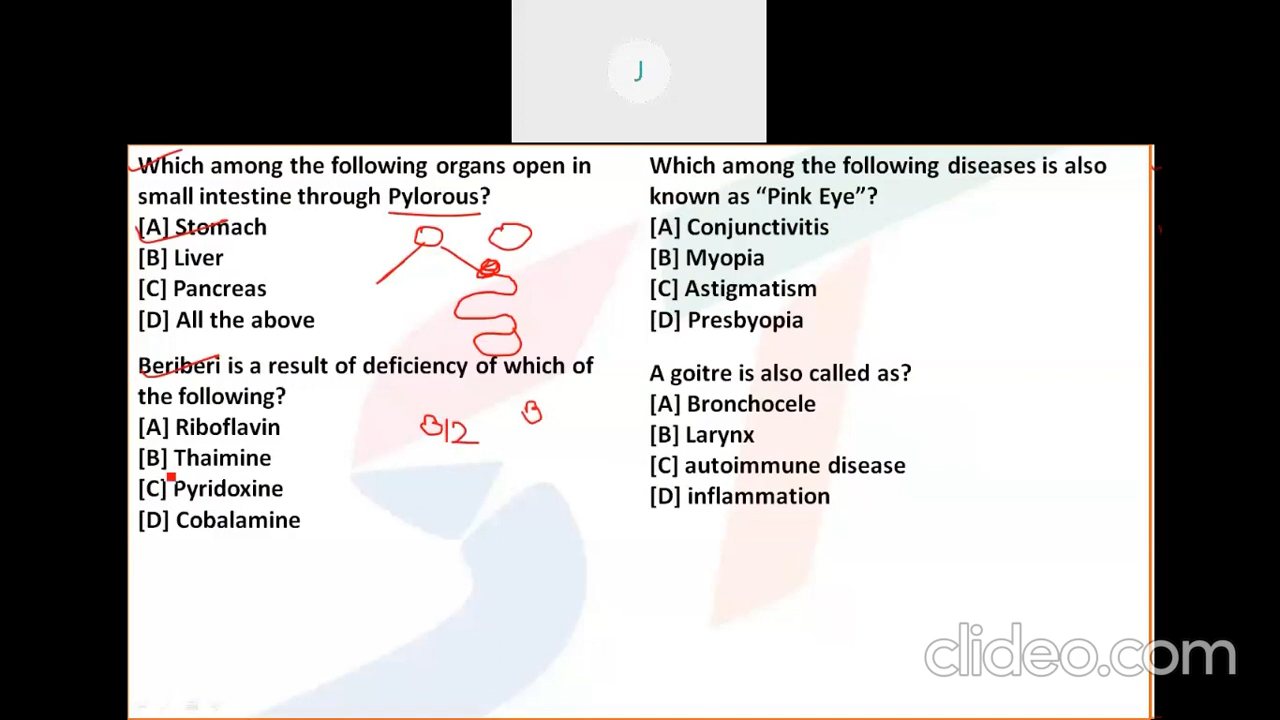 J
Which among the following organs open in
small intestine through Pylorous?
[A] Stomach
[B] Liver
[C] Pancreas
[D] All the above
Beriberi is a result of deficiency of which of
the following?
[A] Riboflavin
[B] Thaimine
[C] Pyridoxine
[D] Cobalamine
B12
B
Which among the following diseases is also
known as “Pink Eye”?
[A] Conjunctivitis
[B] Myopia
[C] Astigmatism
[D] Presbyopia
A goitre is also called as?
[A] Bronchocele
[B] Larynx
[C] autoimmune disease
[D] inflammation
clideo.com